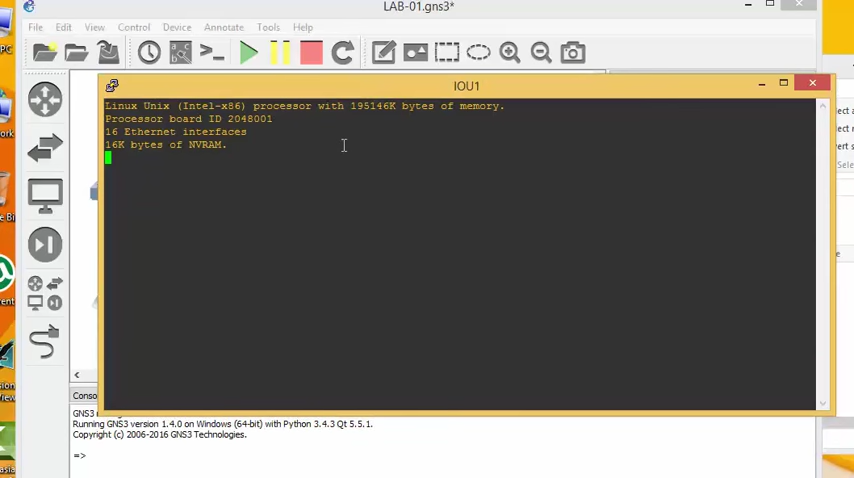 LAB-01.gns3*
File Edit View Control Device Annotate Tools Help
IOU1
Linux Unix (Intel-x86) processor with 195146K bytes of memory.
Processor board ID 2048001
16 Ethernet interfaces
16K bytes of NVRAM.
Conso
GNS3
Running GNS3 version 1.4.0 on Windows (64-bit) with Python 3.4.3 Qt 5.5.1.
Copyright (c) 2006-2016 GNS3 Technologies.
=>